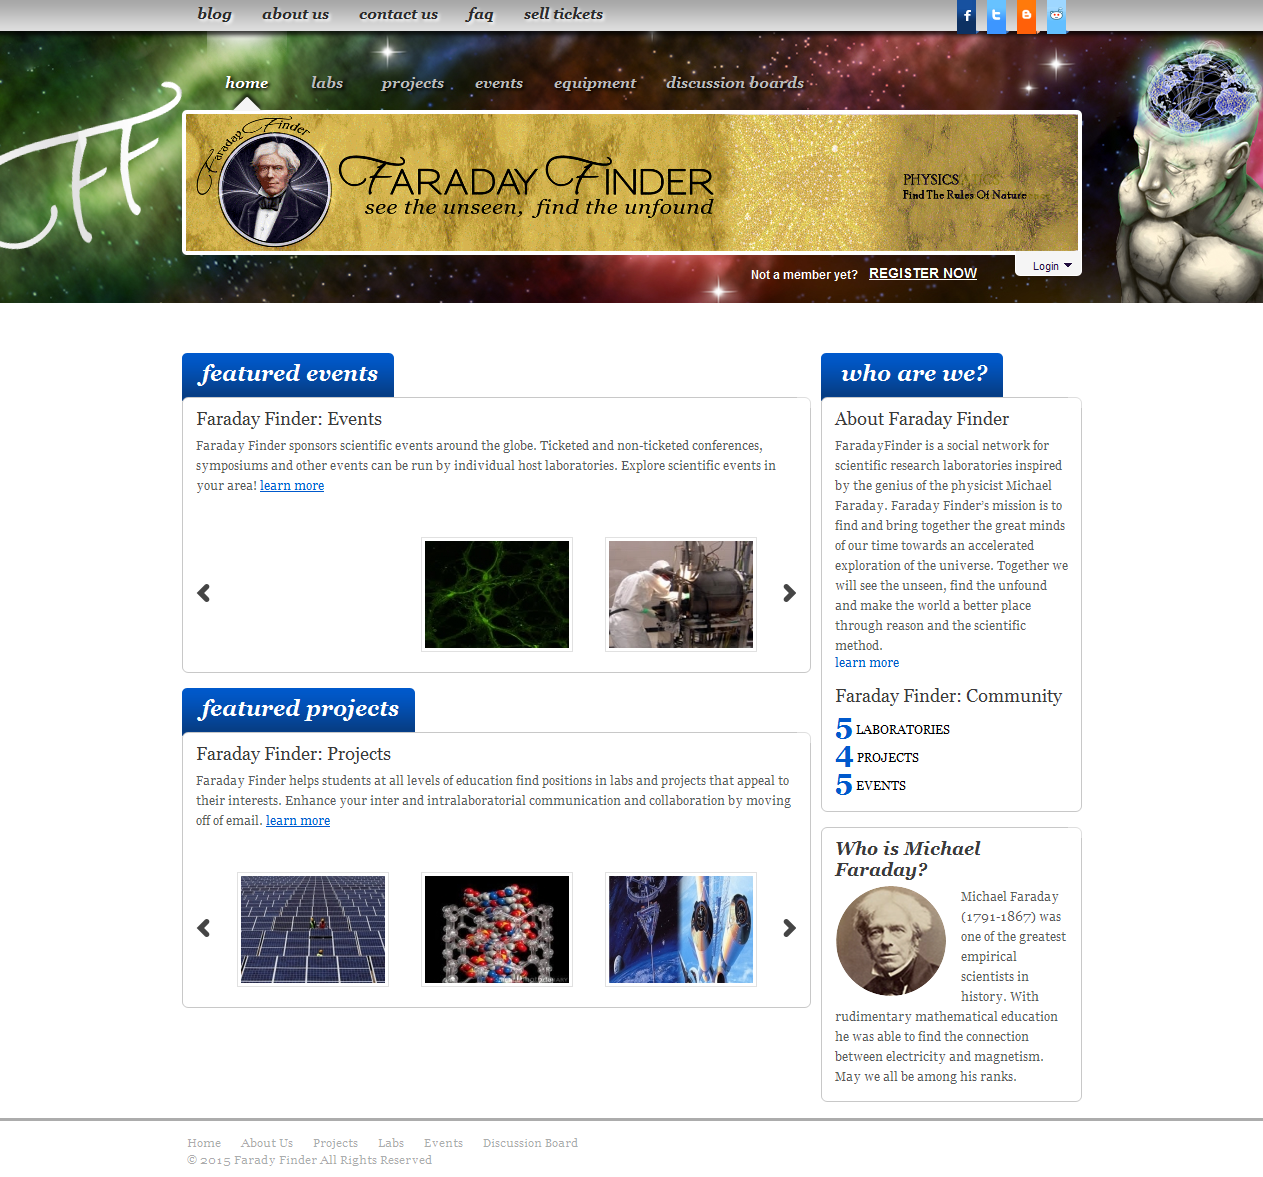 blog about us contact us faq sell tickets
home labs projects events equipment discussion boards
Faraday Finder
FARADAY FINDER
see the unseen, find the unfound
PHYSICS
Find The Rules Of Nature
Not a member yet? REGISTER NOW
Login
featured events
Faraday Finder: Events
Faraday Finder sponsors scientific events around the globe. Ticketed and non-ticketed conferences,
symposiums and other events can be run by individual host laboratories. Explore scientific events in
your area! learn more
featured projects
Faraday Finder: Projects
Faraday Finder helps students at all levels of education find positions in labs and projects that appeal to
their interests. Enhance your inter and intralaboratorial communication and collaboration by moving
off of email. learn more
who are we?
About Faraday Finder
FaradayFinder is a social network for
scientific research laboratories inspired
by the genius of the physicist Michael
Faraday. Faraday Finder's mission is to
find and bring together the great minds
of our time towards an accelerated
exploration of the universe. Together we
will see the unseen, find the unfound
and make the world a better place
through reason and the scientific
method.
learn more
Faraday Finder: Community
5 LABORATORIES
4 PROJECTS
5 EVENTS
Who is Michael
Faraday?
Michael Faraday
(1791-1867) was
one of the greatest
empirical
scientists in
history. With
rudimentary mathematical education
he was able to find the connection
between electricity and magnetism.
May we all be among his ranks.
Home About Us Projects Labs Events Discussion Board
© 2015 Farady Finder All Rights Reserved